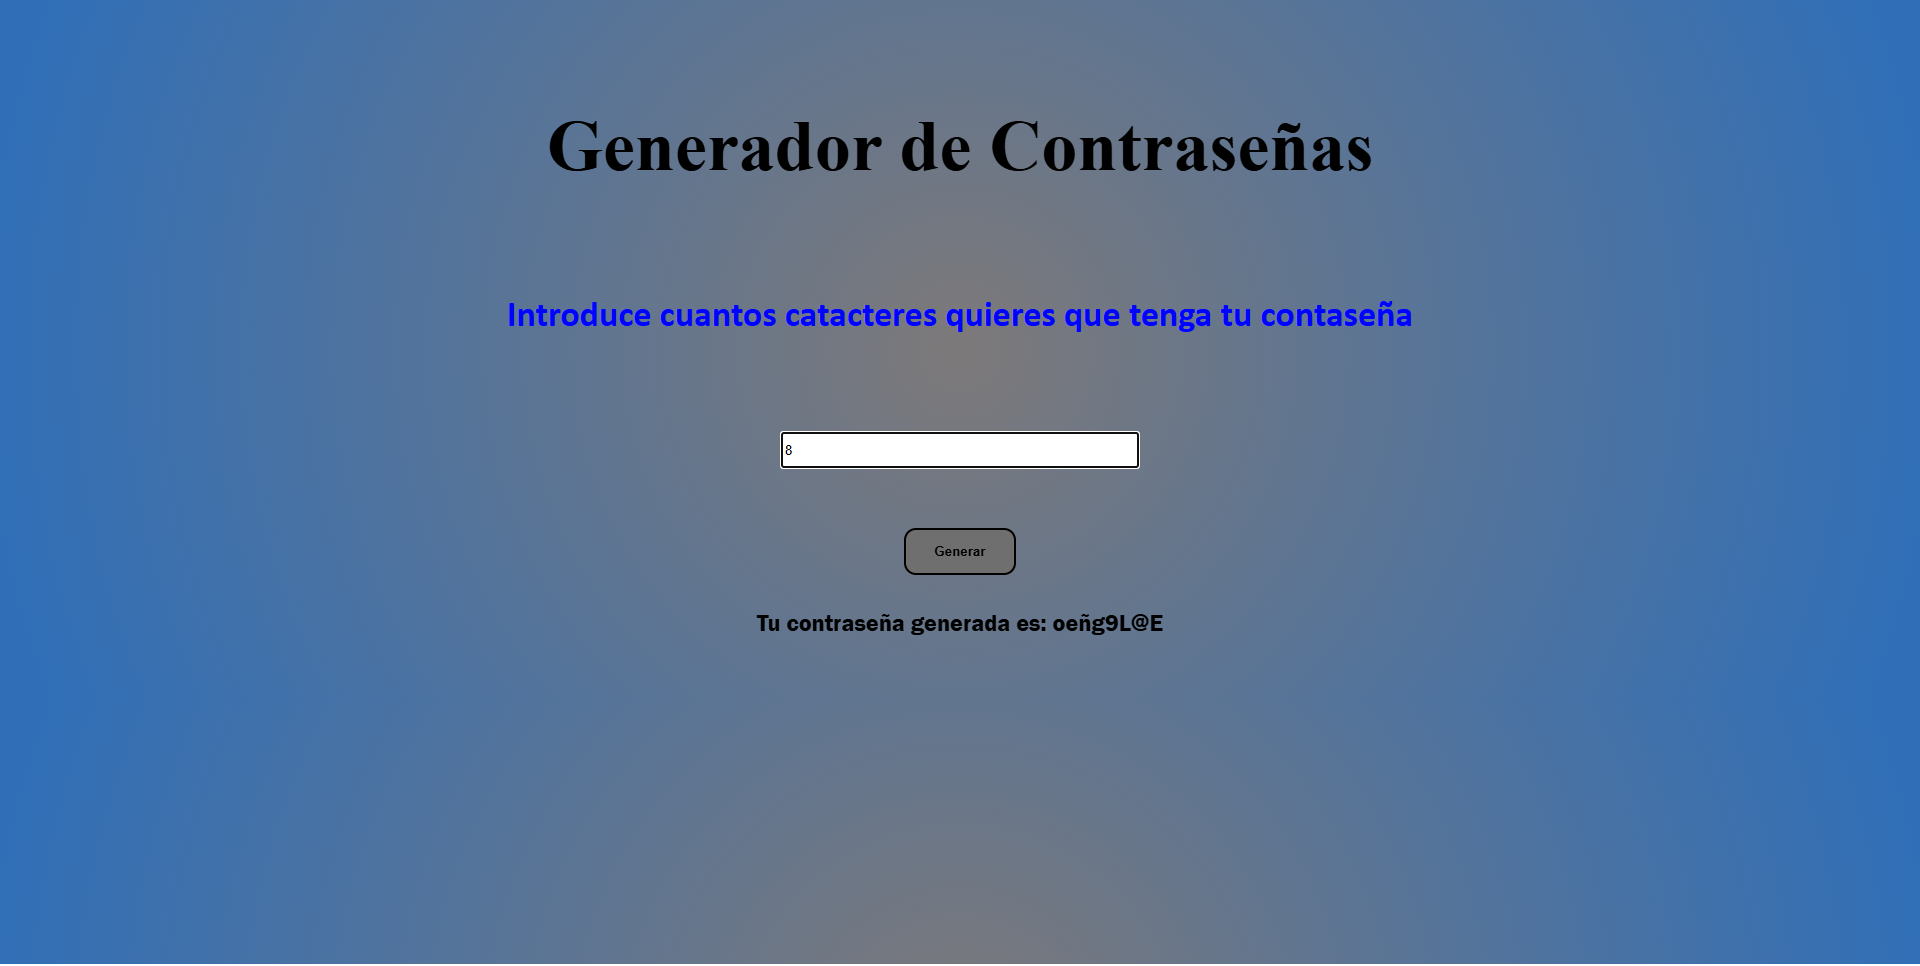 Generador de Contraseñas
Introduce cuantos catacteres quieres que tenga tu contaseña
8
Generar
Tu contraseña generada es: oeñg9L@E